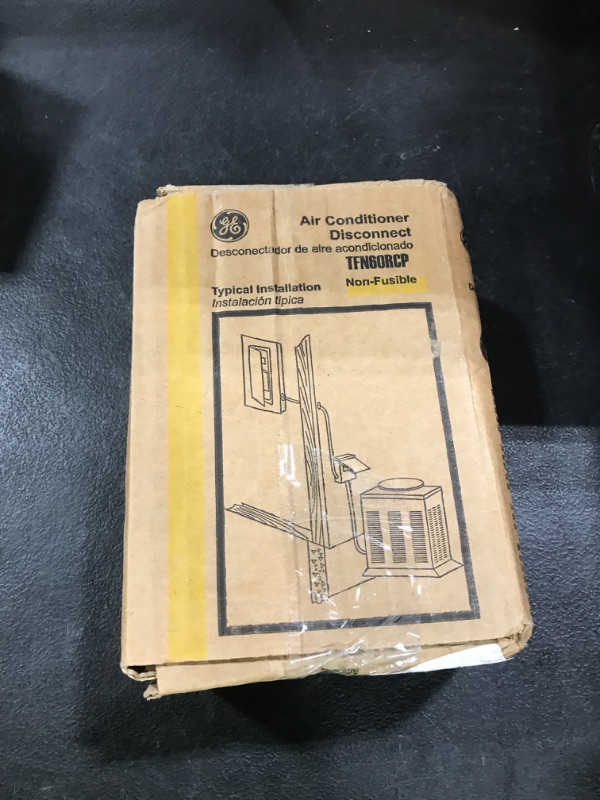 GE
Air Conditioner
Disconnect
Desconectador de aire acondicionado
TFN60RCP
Non-Fusible
Typical Installation
Instalación típica